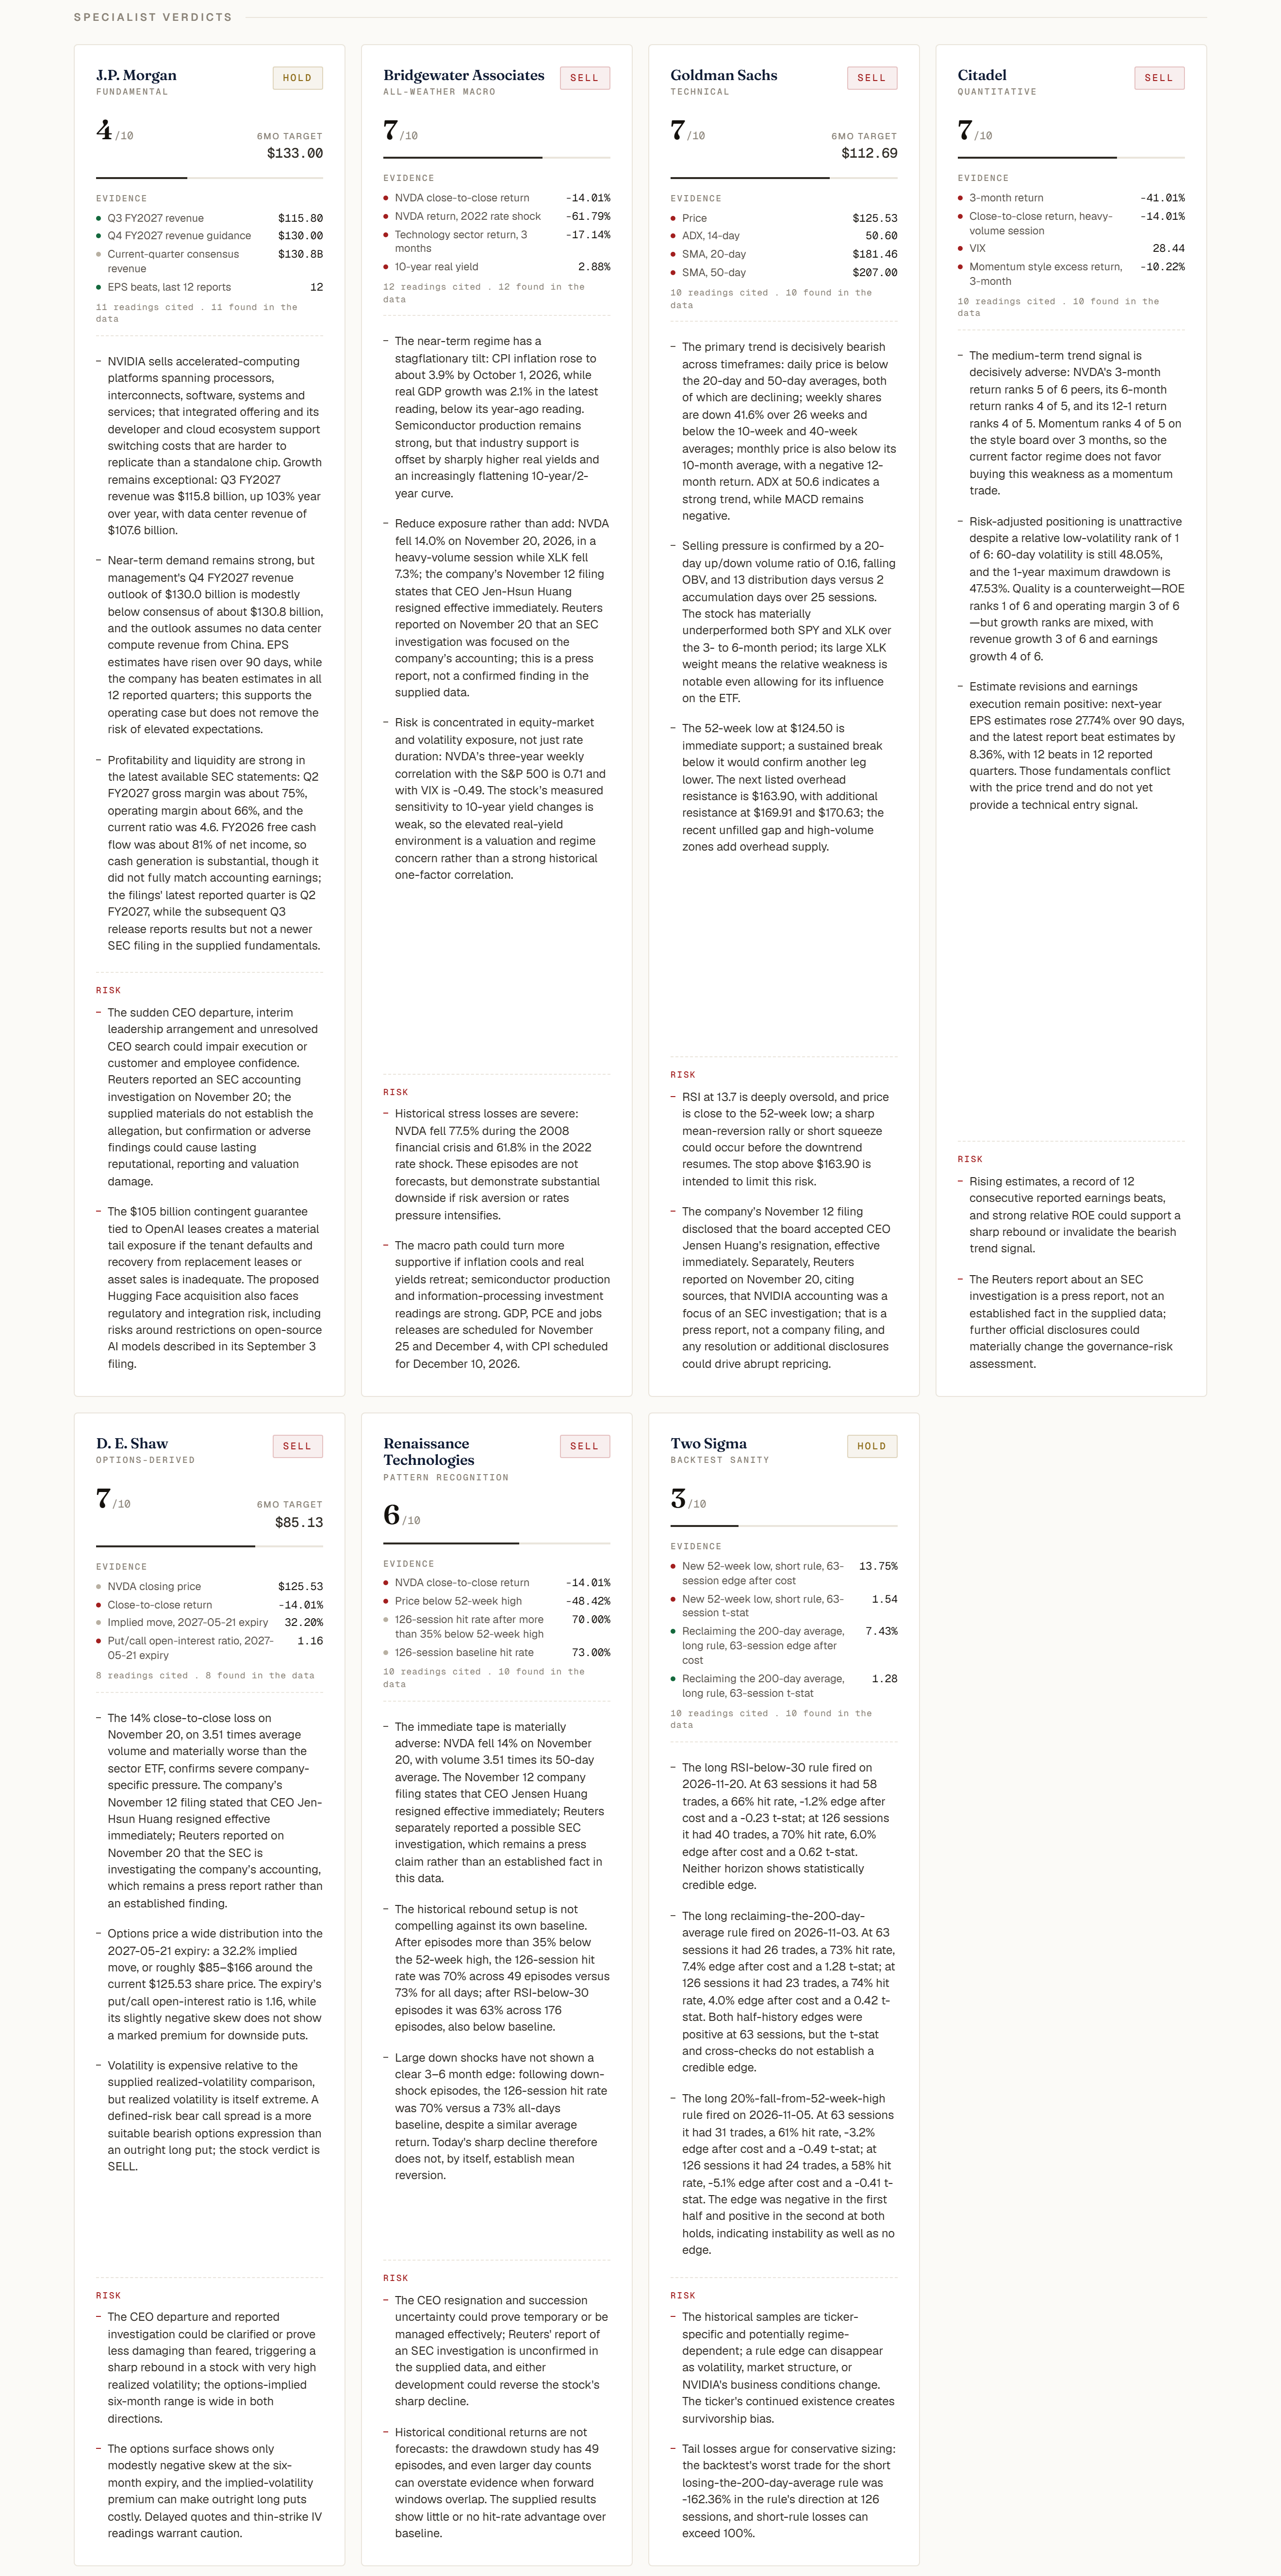 SPECIALIST VERDICTS
J.P. Morgan
HOLD
FUNDAMENTAL
4/10
6MO TARGET
$133.00
EVIDENCE
Q3 FY2027 revenue $115.80
Q4 FY2027 revenue guidance $130.00
Current-quarter consensus $130.8B
revenue
EPS beats, last 12 reports 12
11 readings cited . 11 found in the
data
– NVIDIA sells accelerated-computing
platforms spanning processors,
interconnects, software, systems and
services; that integrated offering and its
developer and cloud ecosystem support
switching costs that are harder to
replicate than a standalone chip. Growth
remains exceptional: Q3 FY2027
revenue was $115.8 billion, up 103% year
over year, with data center revenue of
$107.6 billion.
– Near-term demand remains strong, but
management's Q4 FY2027 revenue
outlook of $130.0 billion is modestly
below consensus of about $130.8 billion,
and the outlook assumes no data center
compute revenue from China. EPS
estimates have risen over 90 days, while
the company has beaten estimates in all
12 reported quarters; this supports the
operating case but does not remove the
risk of elevated expectations.
– Profitability and liquidity are strong in
the latest available SEC statements: Q2
FY2027 gross margin was about 75%,
operating margin about 66%, and the
current ratio was 4.6. FY2026 free cash
flow was about 81% of net income, so
cash generation is substantial, though it
did not fully match accounting earnings;
the filings' latest reported quarter is Q2
FY2027, while the subsequent Q3
release reports results but not a newer
SEC filing in the supplied fundamentals.
RISK
– The sudden CEO departure, interim
leadership arrangement and unresolved
CEO search could impair execution or
customer and employee confidence.
Reuters reported an SEC accounting
investigation on November 20; the
supplied materials do not establish the
allegation, but confirmation or adverse
findings could cause lasting
reputational, reporting and valuation
damage.
– The $105 billion contingent guarantee
tied to OpenAI leases creates a material
tail exposure if the tenant defaults and
recovery from replacement leases or
asset sales is inadequate. The proposed
Hugging Face acquisition also faces
regulatory and integration risk, including
risks around restrictions on open-source
AI models described in its September 3
filing.
Bridgewater Associates
SELL
ALL-WEATHER MACRO
7/10
EVIDENCE
NVDA close-to-close return -14.01%
NVDA return, 2022 rate shock -61.79%
Technology sector return, 3 -17.14%
months
10-year real yield 2.88%
12 readings cited . 12 found in the
data
– The near-term regime has a
stagflationary tilt: CPI inflation rose to
about 3.9% by October 1, 2026, while
real GDP growth was 2.1% in the latest
reading, below its year-ago reading.
Semiconductor production remains
strong, but that industry support is
offset by sharply higher real yields and
an increasingly flattening 10-year/2-
year curve.
– Reduce exposure rather than add: NVDA
fell 14.0% on November 20, 2026, in a
heavy-volume session while XLK fell
7.3%; the company's November 12 filing
states that CEO Jen-Hsun Huang
resigned effective immediately. Reuters
reported on November 20 that an SEC
investigation was focused on the
company's accounting; this is a press
report, not a confirmed finding in the
supplied data.
– Risk is concentrated in equity-market
and volatility exposure, not just rate
duration: NVDA's three-year weekly
correlation with the S&P 500 is 0.71 and
with VIX is -0.49. The stock's measured
sensitivity to 10-year yield changes is
weak, so the elevated real-yield
environment is a valuation and regime
concern rather than a strong historical
one-factor correlation.
RISK
– Historical stress losses are severe:
NVDA fell 77.5% during the 2008
financial crisis and 61.8% in the 2022
rate shock. These episodes are not
forecasts, but demonstrate substantial
downside if risk aversion or rates
pressure intensifies.
– The macro path could turn more
supportive if inflation cools and real
yields retreat; semiconductor production
and information-processing investment
readings are strong. GDP, PCE and jobs
releases are scheduled for November
25 and December 4, with CPI scheduled
for December 10, 2026.
Goldman Sachs
SELL
TECHNICAL
7/10
6MO TARGET
$112.69
EVIDENCE
Price $125.53
ADX, 14-day 50.60
SMA, 20-day $181.46
SMA, 50-day $207.00
10 readings cited . 10 found in the
data
– The primary trend is decisively bearish
across timeframes: daily price is below
the 20-day and 50-day averages, both
of which are declining; weekly shares
are down 41.6% over 26 weeks and
below the 10-week and 40-week
averages; monthly price is also below its
10-month average, with a negative 12-
month return. ADX at 50.6 indicates a
strong trend, while MACD remains
negative.
– Selling pressure is confirmed by a 20-
day up/down volume ratio of 0.16, falling
OBV, and 13 distribution days versus 2
accumulation days over 25 sessions.
The stock has materially
underperformed both SPY and XLK over
the 3- to 6-month period; its large XLK
weight means the relative weakness is
notable even allowing for its influence
on the ETF.
– The 52-week low at $124.50 is
immediate support; a sustained break
below it would confirm another leg
lower. The next listed overhead
resistance is $163.90, with additional
resistance at $169.91 and $170.63; the
recent unfilled gap and high-volume
zones add overhead supply.
RISK
– RSI at 13.7 is deeply oversold, and price
is close to the 52-week low; a sharp
mean-reversion rally or short squeeze
could occur before the downtrend
resumes. The stop above $163.90 is
intended to limit this risk.
– The company's November 12 filing
disclosed that the board accepted CEO
Jensen Huang's resignation, effective
immediately. Separately, Reuters
reported on November 20, citing
sources, that NVIDIA accounting was a
focus of an SEC investigation; that is a
press report, not a company filing, and
any resolution or additional disclosures
could drive abrupt repricing.
Citadel
SELL
QUANTITATIVE
7/10
EVIDENCE
3-month return -41.01%
Close-to-close return, heavy- -14.01%
volume session
VIX 28.44
Momentum style excess return, -10.22%
3-month
10 readings cited . 10 found in the
data
– The medium-term trend signal is
decisively adverse: NVDA's 3-month
return ranks 5 of 6 peers, its 6-month
return ranks 4 of 5, and its 12-1 return
ranks 4 of 5. Momentum ranks 4 of 5 on
the style board over 3 months, so the
current factor regime does not favor
buying this weakness as a momentum
trade.
– Risk-adjusted positioning is unattractive
despite a relative low-volatility rank of 1
of 6: 60-day volatility is still 48.05%,
and the 1-year maximum drawdown is
47.53%. Quality is a counterweight—ROE
ranks 1 of 6 and operating margin 3 of 6
—but growth ranks are mixed, with
revenue growth 3 of 6 and earnings
growth 4 of 6.
– Estimate revisions and earnings
execution remain positive: next-year
EPS estimates rose 27.74% over 90 days,
and the latest report beat estimates by
8.36%, with 12 beats in 12 reported
quarters. Those fundamentals conflict
with the price trend and do not yet
provide a technical entry signal.
RISK
– Rising estimates, a record of 12
consecutive reported earnings beats,
and strong relative ROE could support a
sharp rebound or invalidate the bearish
trend signal.
– The Reuters report about an SEC
investigation is a press report, not an
established fact in the supplied data;
further official disclosures could
materially change the governance-risk
assessment.
D. E. Shaw
SELL
OPTIONS-DERIVED
7/10
6MO TARGET
$85.13
EVIDENCE
NVDA closing price $125.53
Close-to-close return -14.01%
Implied move, 2027-05-21 expiry 32.20%
Put/call open-interest ratio, 2027- 1.16
05-21 expiry
8 readings cited . 8 found in the data
– The 14% close-to-close loss on
November 20, on 3.51 times average
volume and materially worse than the
sector ETF, confirms severe company-
specific pressure. The company's
November 12 filing stated that CEO Jen-
Hsun Huang resigned effective
immediately; Reuters reported on
November 20 that the SEC is
investigating the company's accounting,
which remains a press report rather than
an established finding.
– Options price a wide distribution into the
2027-05-21 expiry: a 32.2% implied
move, or roughly $85–$166 around the
current $125.53 share price. The expiry's
put/call open-interest ratio is 1.16, while
its slightly negative skew does not show
a marked premium for downside puts.
– Volatility is expensive relative to the
supplied realized-volatility comparison,
but realized volatility is itself extreme. A
defined-risk bear call spread is a more
suitable bearish options expression than
an outright long put; the stock verdict is
SELL.
RISK
– The CEO departure and reported
investigation could be clarified or prove
less damaging than feared, triggering a
sharp rebound in a stock with very high
realized volatility; the options-implied
six-month range is wide in both
directions.
– The options surface shows only
modestly negative skew at the six-
month expiry, and the implied-volatility
premium can make outright long puts
costly. Delayed quotes and thin-strike IV
readings warrant caution.
Renaissance
Technologies
SELL
PATTERN RECOGNITION
6/10
EVIDENCE
NVDA close-to-close return -14.01%
Price below 52-week high -48.42%
126-session hit rate after more 70.00%
than 35% below 52-week high
126-session baseline hit rate 73.00%
10 readings cited . 10 found in the
data
– The immediate tape is materially
adverse: NVDA fell 14% on November
20, with volume 3.51 times its 50-day
average. The November 12 company
filing states that CEO Jensen Huang
resigned effective immediately; Reuters
separately reported a possible SEC
investigation, which remains a press
claim rather than an established fact in
this data.
– The historical rebound setup is not
compelling against its own baseline.
After episodes more than 35% below
the 52-week high, the 126-session hit
rate was 70% across 49 episodes versus
73% for all days; after RSI-below-30
episodes it was 63% across 176
episodes, also below baseline.
– Large down shocks have not shown a
clear 3–6 month edge: following down-
shock episodes, the 126-session hit rate
was 70% versus a 73% all-days
baseline, despite a similar average
return. Today's sharp decline therefore
does not, by itself, establish mean
reversion.
RISK
– The CEO resignation and succession
uncertainty could prove temporary or be
managed effectively; Reuters' report of
an SEC investigation is unconfirmed in
the supplied data, and either
development could reverse the stock's
sharp decline.
– Historical conditional returns are not
forecasts: the drawdown study has 49
episodes, and even larger day counts
can overstate evidence when forward
windows overlap. The supplied results
show little or no hit-rate advantage over
baseline.
Two Sigma
HOLD
BACKTEST SANITY
3/10
EVIDENCE
New 52-week low, short rule, 63- 13.75%
session edge after cost
New 52-week low, short rule, 63- 1.54
session t-stat
Reclaiming the 200-day average, 7.43%
long rule, 63-session edge after
cost
Reclaiming the 200-day average, 1.28
long rule, 63-session t-stat
10 readings cited . 10 found in the
data
– The long RSI-below-30 rule fired on
2026-11-20. At 63 sessions it had 58
trades, a 66% hit rate, -1.2% edge after
cost and a -0.23 t-stat; at 126 sessions
it had 40 trades, a 70% hit rate, 6.0%
edge after cost and a 0.62 t-stat.
Neither horizon shows statistically
credible edge.
– The long reclaiming-the-200-day-
average rule fired on 2026-11-03. At 63
sessions it had 26 trades, a 73% hit rate,
7.4% edge after cost and a 1.28 t-stat; at
126 sessions it had 23 trades, a 74% hit
rate, 4.0% edge after cost and a 0.42 t-
stat. Both half-history edges were
positive at 63 sessions, but the t-stat
and cross-checks do not establish a
credible edge.
– The long 20%-fall-from-52-week-high
rule fired on 2026-11-05. At 63 sessions
it had 31 trades, a 61% hit rate, -3.2%
edge after cost and a -0.49 t-stat; at
126 sessions it had 24 trades, a 58% hit
rate, -5.1% edge after cost and a -0.41 t-
stat. The edge was negative in the first
half and positive in the second at both
holds, indicating instability as well as no
edge.
RISK
– The historical samples are ticker-
specific and potentially regime-
dependent; a rule edge can disappear
as volatility, market structure, or
NVIDIA's business conditions change.
The ticker's continued existence creates
survivorship bias.
– Tail losses argue for conservative sizing:
the backtest's worst trade for the short
losing-the-200-day-average rule was
-162.36% in the rule's direction at 126
sessions, and short-rule losses can
exceed 100%.